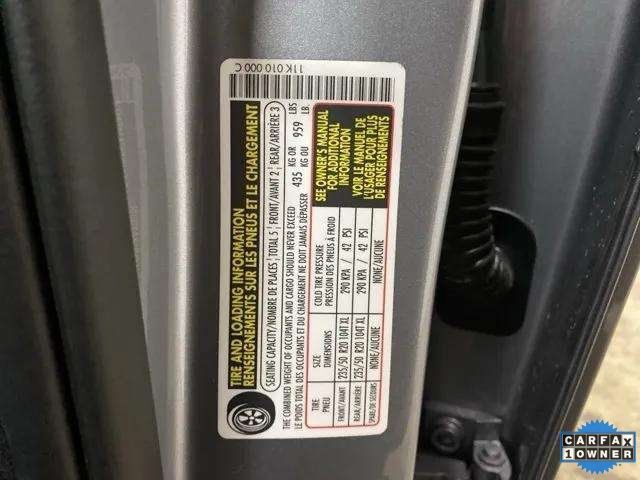 11K 010 000 C
TIRE AND LOADING INFORMATION
RENSEIGNEMENTS SUR LES PNEUS ET LE CHARGEMENT
SEATING CAPACITY/NOMBRE DE PLACES TOTAL 5 FRONT/AVANT 2 REAR/ARRIÈRE 3
THE COMBINED WEIGHT OF OCCUPANTS AND CARGO SHOULD NEVER EXCEED 435 KG OR 959 LBS
LE POIDS TOTAL DES OCCUPANTS ET DU CHARGEMENT NE DOIT JAMAIS DÉPASSER KG OU LB
TIRE SIZE COLD TIRE PRESSURE
PNEU DIMENSIONS PRESSION DES PNEUS À FROID
FRONT/AVANT 235/50 R20 104T XL 290 KPA / 42 PSI
REAR/ARRIÈRE 235/50 R20 104T XL 290 KPA / 42 PSI
SPARE/DE SECOURS NONE/AUCUNE NONE/AUCUNE
SEE OWNER'S MANUAL
FOR ADDITIONAL
INFORMATION
VOIR LE MANUEL DE
L'USAGER POUR PLUS
DE RENSEIGNEMENTS
CARFAX
1 OWNER